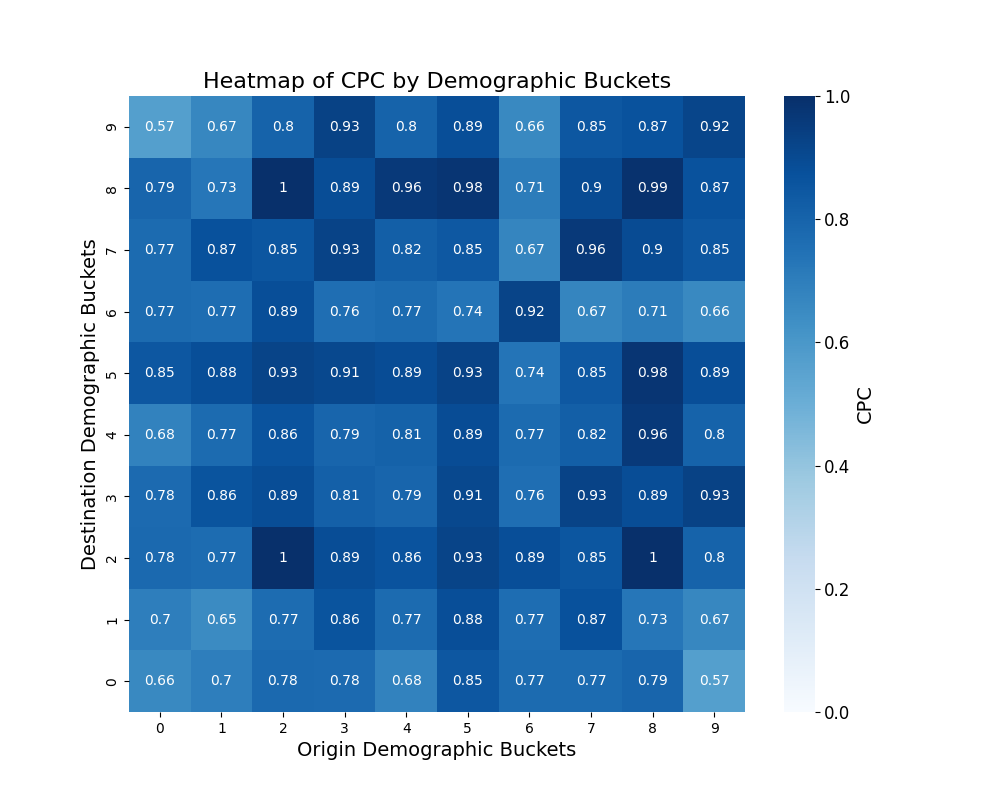 Heatmap of CPC by Demographic Buckets
9 0.57 0.67 0.8 0.93 0.8 0.89 0.66 0.85 0.87 0.92
8 0.79 0.73 1 0.89 0.96 0.98 0.71 0.9 0.99 0.87
7 0.77 0.87 0.85 0.93 0.82 0.85 0.67 0.96 0.9 0.85
6 0.77 0.77 0.89 0.76 0.77 0.74 0.92 0.67 0.71 0.66
5 0.85 0.88 0.93 0.91 0.89 0.93 0.74 0.85 0.98 0.89
4 0.68 0.77 0.86 0.79 0.81 0.89 0.77 0.82 0.96 0.8
3 0.78 0.86 0.89 0.81 0.79 0.91 0.76 0.93 0.89 0.93
2 0.78 0.77 1 0.89 0.86 0.93 0.89 0.85 1 0.8
1 0.7 0.65 0.77 0.86 0.77 0.88 0.77 0.87 0.73 0.67
0 0.66 0.7 0.78 0.78 0.68 0.85 0.77 0.77 0.79 0.57
0 1 2 3 4 5 6 7 8 9
Origin Demographic Buckets
Destination Demographic Buckets
1.0
0.8
0.6
0.4
0.2
0.0
CPC